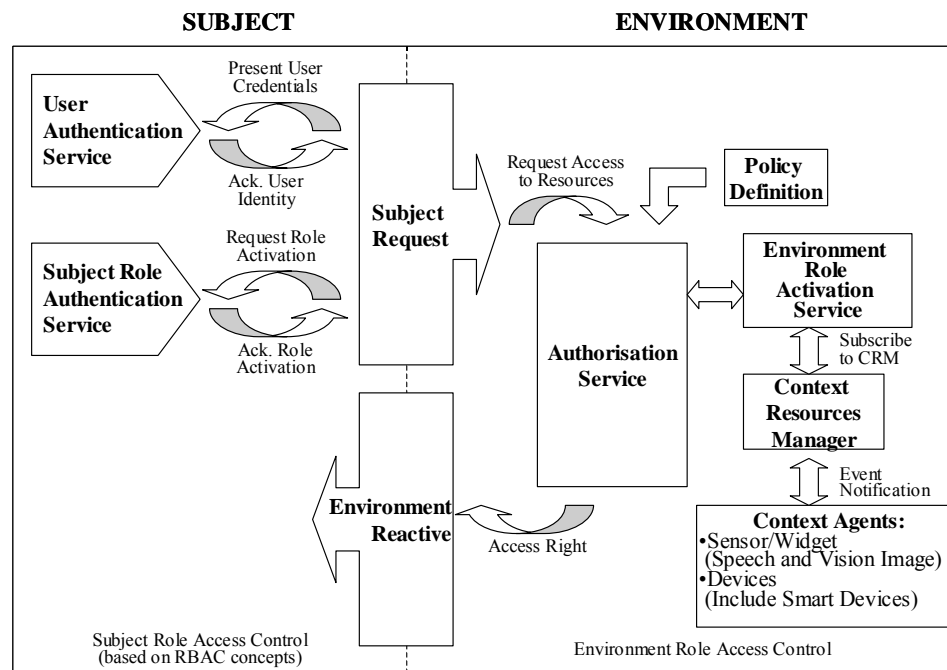 SUBJECT
ENVIRONMENT
Present User
Credentials
User
Authentication
Service
Ack. User
Identity
Request Role
Activation
Subject Role
Authentication
Service
Ack. Role
Activation
Subject
Request
Request Access
to Resources
Policy
Definition
Environment
Role
Activation
Service
Authorisation
Service
Subscribe
to CRM
Context
Resources
Manager
Event
Notification
Environment
Reactive
Access Right
Context Agents:
•Sensor/Widget
(Speech and Vision Image)
•Devices
(Include Smart Devices)
Subject Role Access Control
(based on RBAC concepts)
Environment Role Access Control